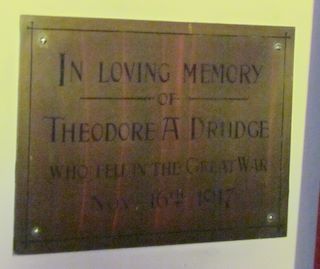 IN LOVING MEMORY
OF
THEODORE A DRUDGE
WHO FELL IN THE GREAT WAR
NOV. 16TH 1917